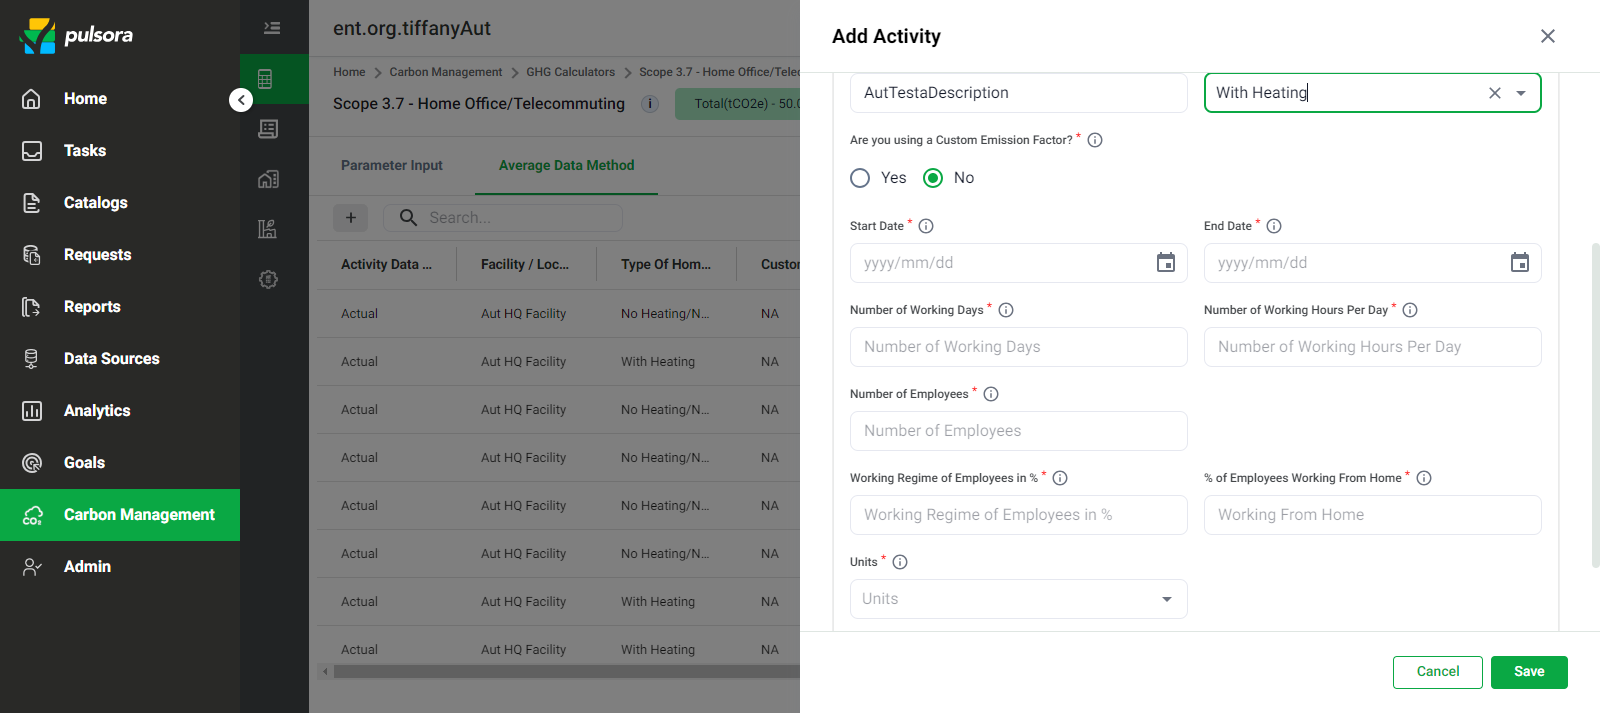 pulsora
Home
Tasks
Catalogs
Requests
Reports
Data Sources
Analytics
Goals
Carbon Management
Admin
ent.org.tiffanyAut
Home > Carbon Management > GHG Calculators > Scope 3.7 - Home Office/Telec
Scope 3.7 - Home Office/Telecommuting i Total(tCO2e) - 50.0
Parameter Input Average Data Method
+ Search...
Activity Data ... Facility / Loc... Type Of Hom... Custor
Actual Aut HQ Facility No Heating/N... NA
Actual Aut HQ Facility With Heating NA
Actual Aut HQ Facility No Heating/N... NA
Actual Aut HQ Facility No Heating/N... NA
Actual Aut HQ Facility No Heating/N... NA
Actual Aut HQ Facility No Heating/N... NA
Actual Aut HQ Facility With Heating NA
Actual Aut HQ Facility With Heating NA
Add Activity
AutTestaDescription With Heating
Are you using a Custom Emission Factor? *
Yes No
Start Date * End Date *
yyyy/mm/dd yyyy/mm/dd
Number of Working Days * Number of Working Hours Per Day *
Number of Working Days Number of Working Hours Per Day
Number of Employees *
Number of Employees
Working Regime of Employees in % * % of Employees Working From Home *
Working Regime of Employees in % Working From Home
Units *
Units
Cancel Save